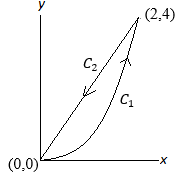 y
(2,4)
C₂
C₁
(0,0)
x